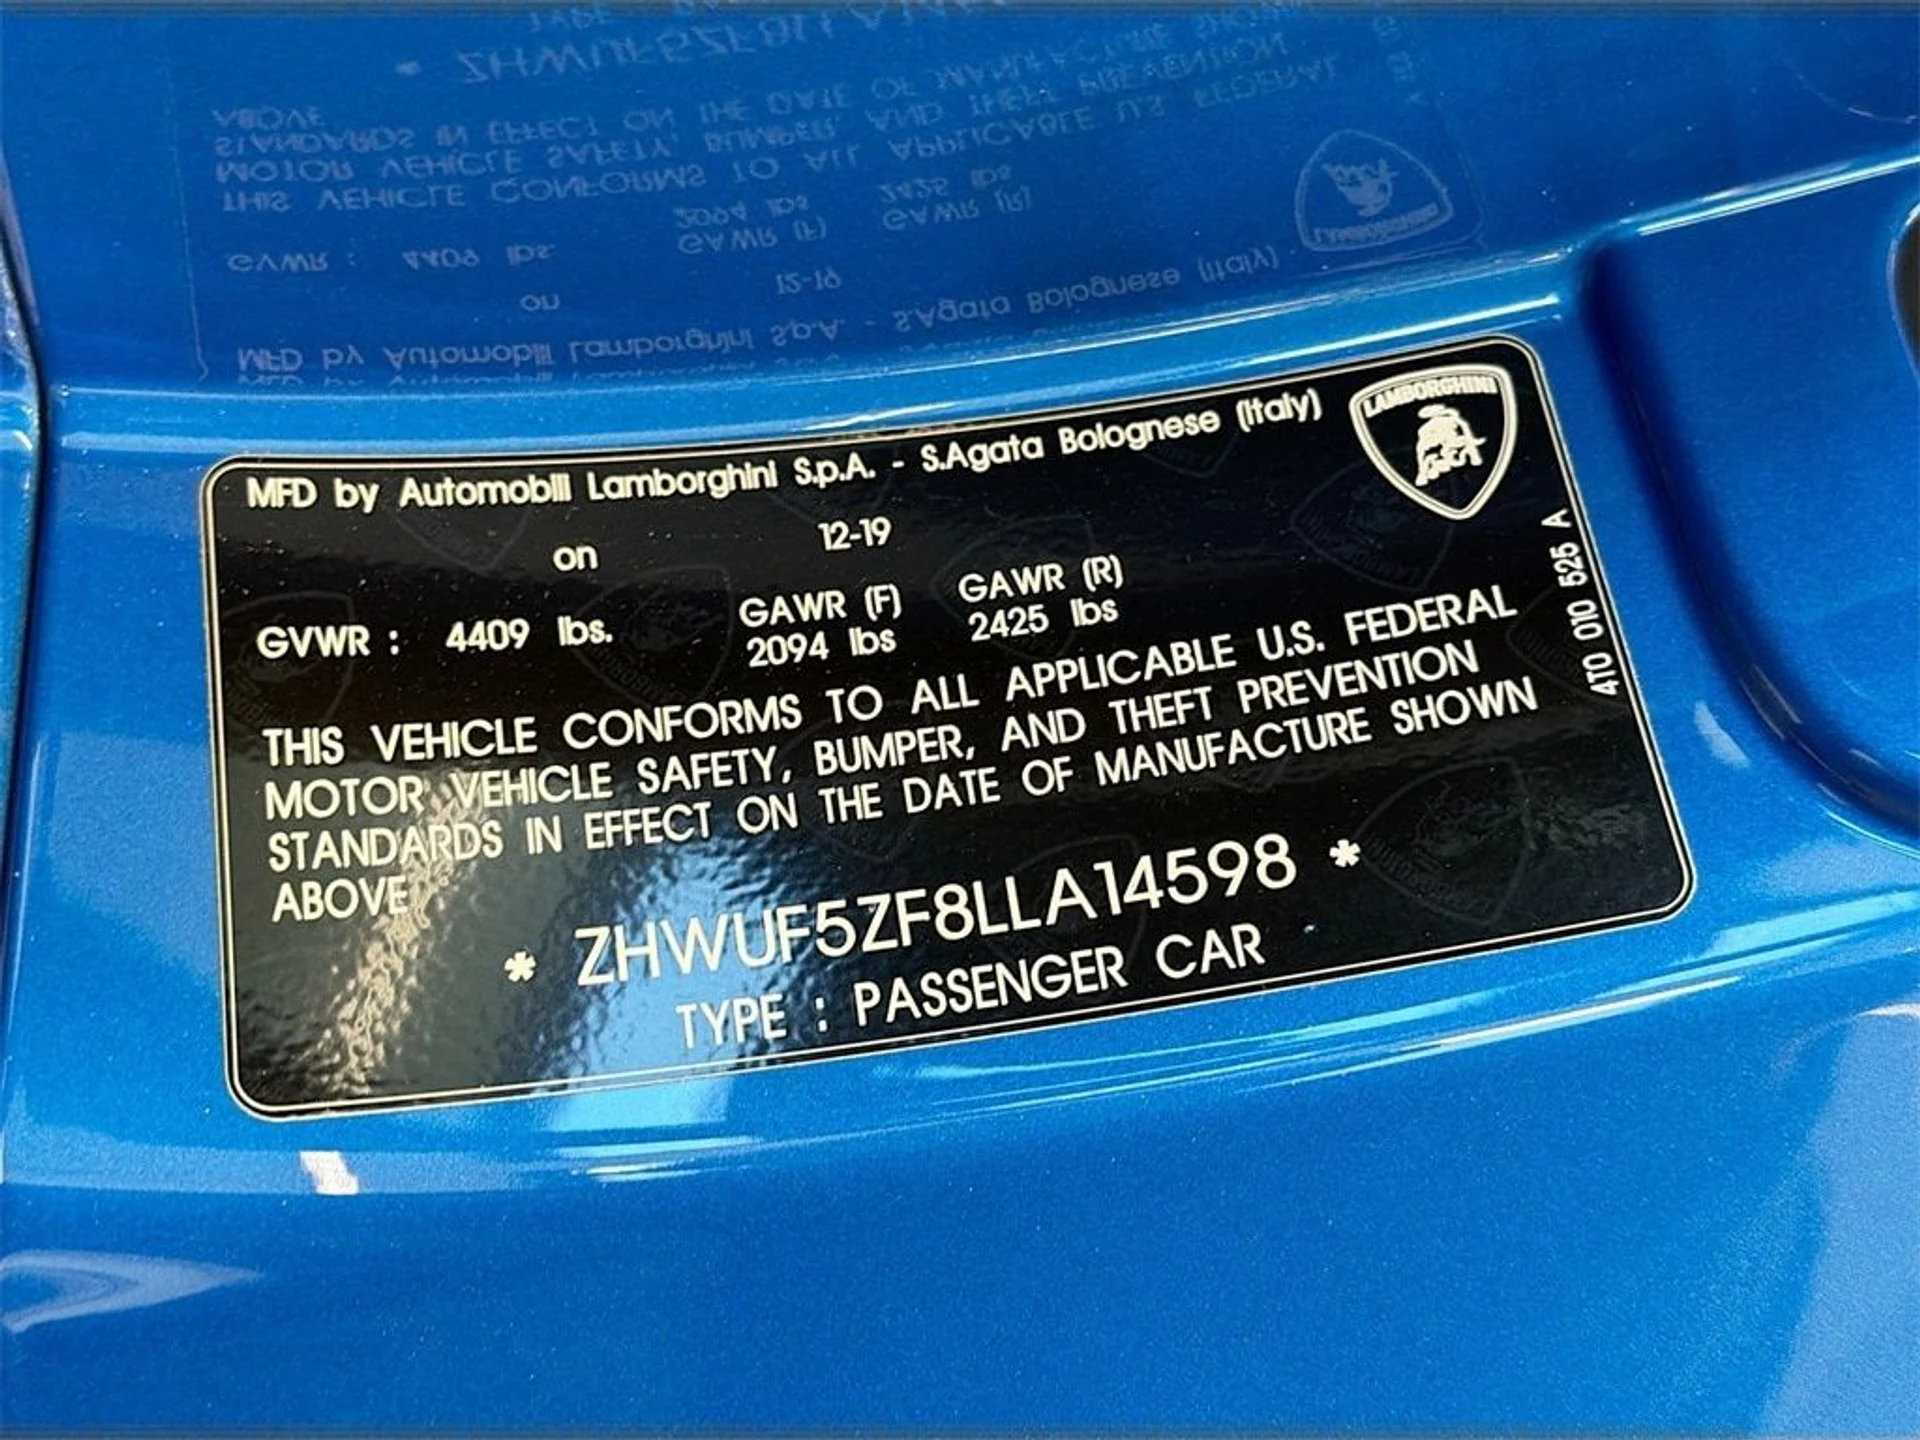 MFD by Automobili Lamborghini S.p.A. - S.Agata Bolognese (Italy)
LAMBORGHINI
on 12-19
GVWR : 4409 lbs. GAWR (F) GAWR (R)
2094 lbs 2425 lbs
THIS VEHICLE CONFORMS TO ALL APPLICABLE U.S. FEDERAL
MOTOR VEHICLE SAFETY, BUMPER, AND THEFT PREVENTION
STANDARDS IN EFFECT ON THE DATE OF MANUFACTURE SHOWN
ABOVE
* ZHWUF5ZF8LLA14598 *
TYPE : PASSENGER CAR
4T0 010 525 A